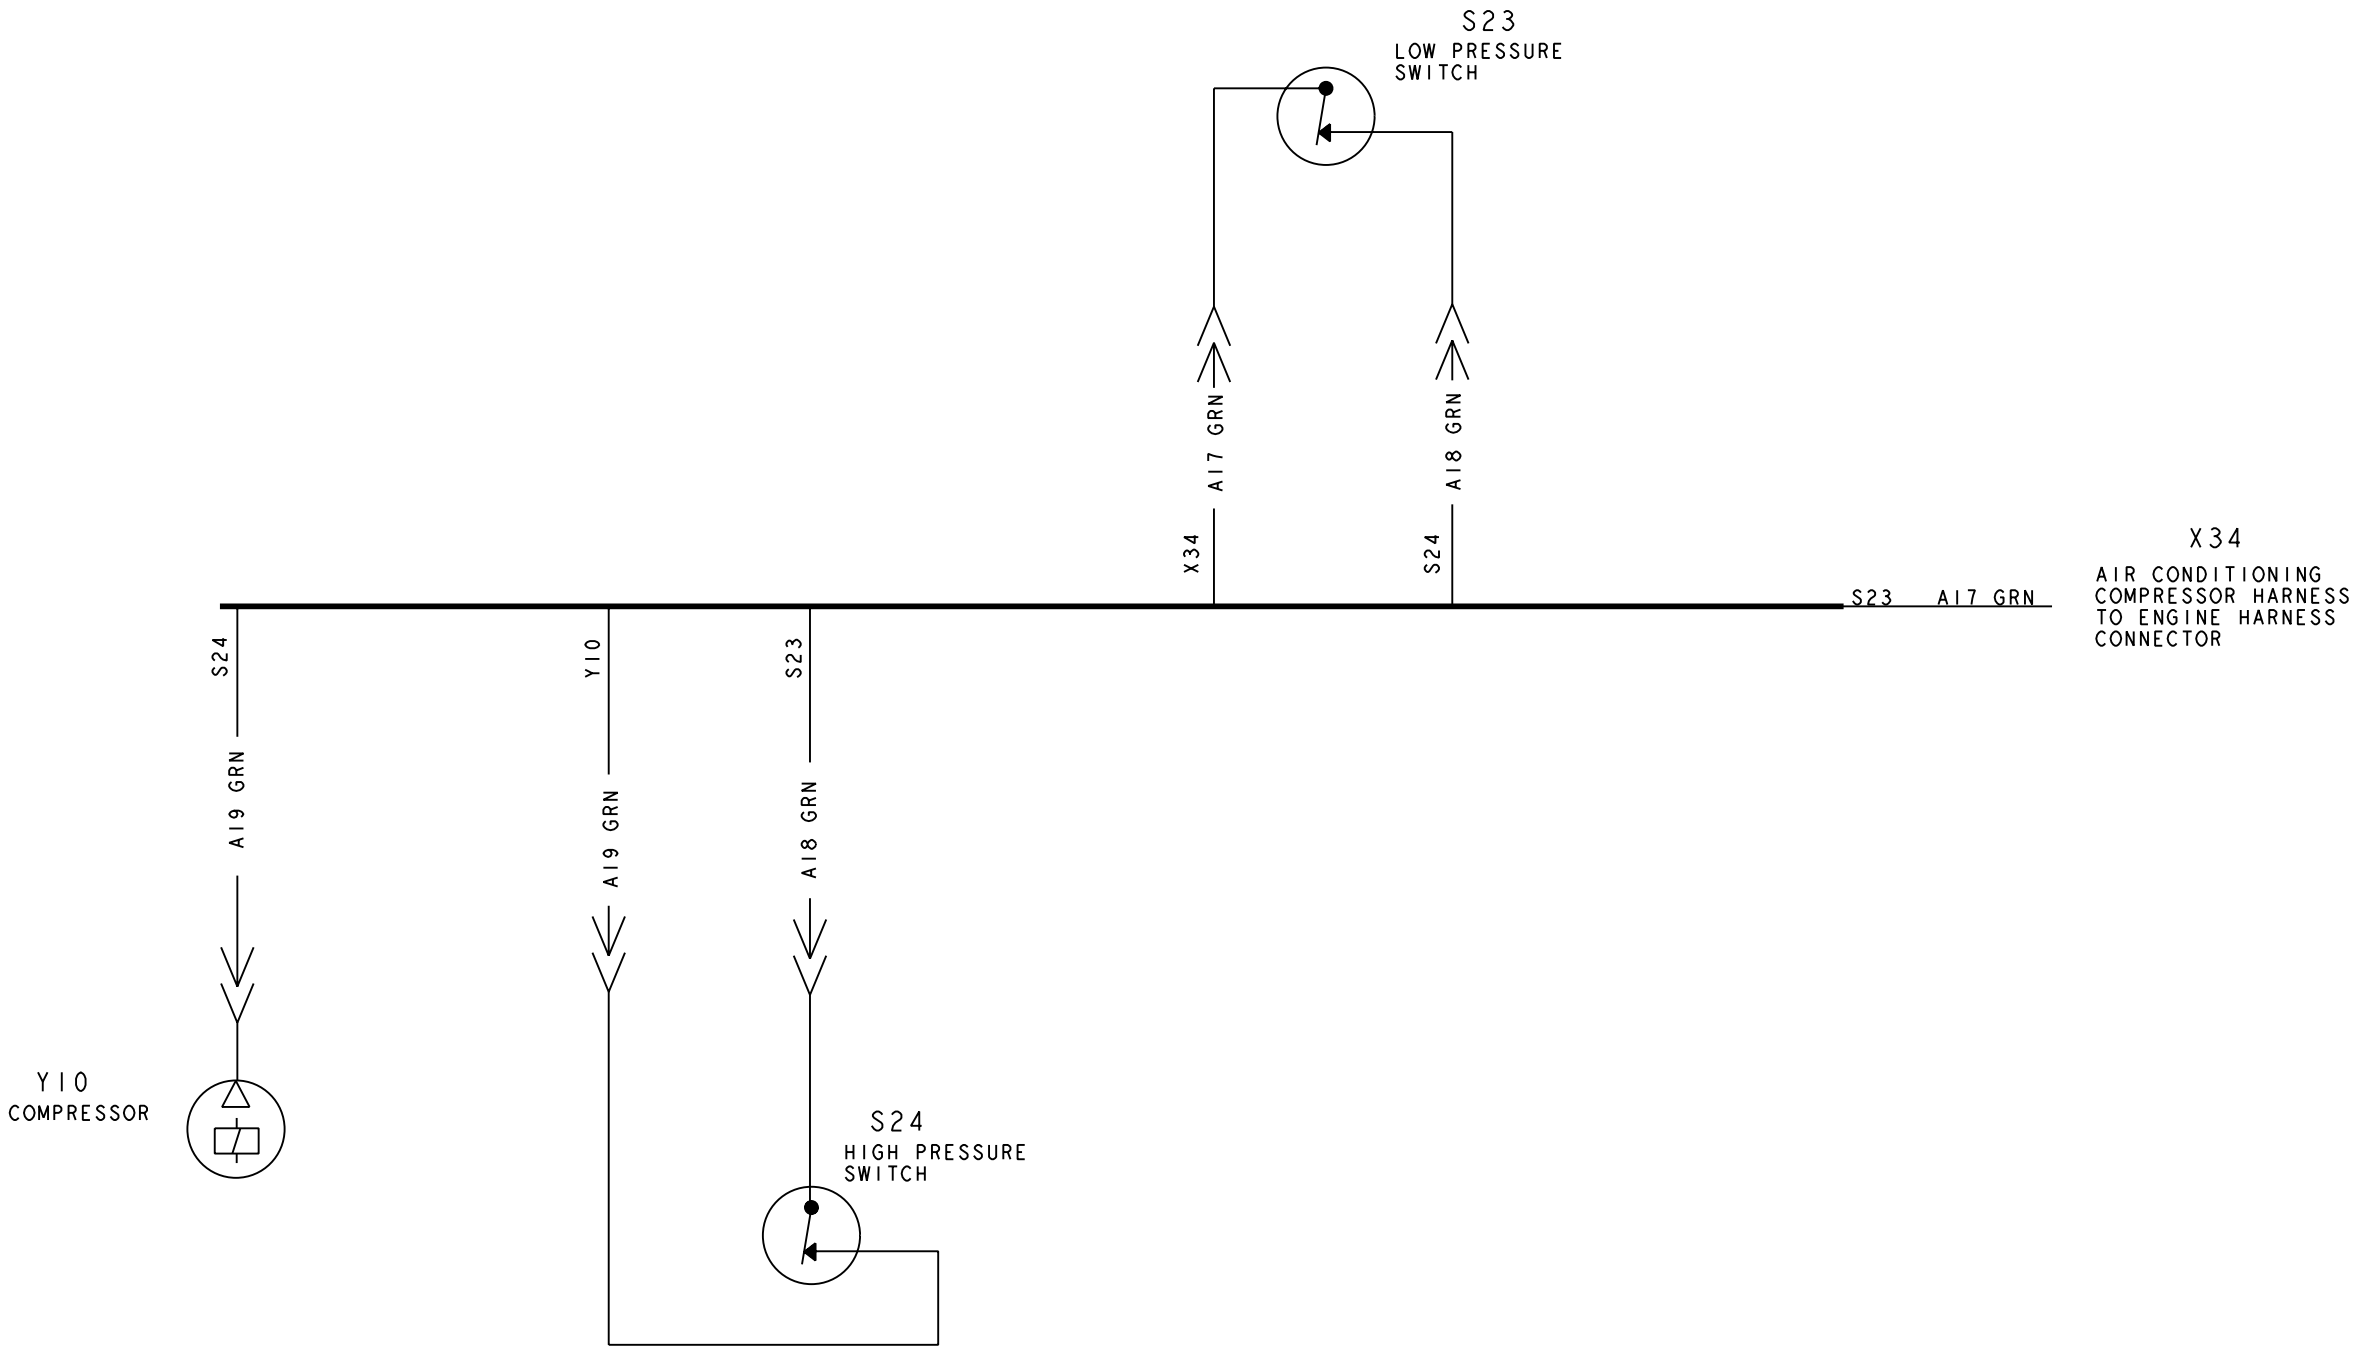 S23
LOW PRESSURE
SWITCH
A17 GRN
A18 GRN
X34
S24
X34
AIR CONDITIONING
COMPRESSOR HARNESS
TO ENGINE HARNESS
CONNECTOR
S23 A17 GRN
S24
Y10
S23
A19 GRN
A19 GRN
A18 GRN
Y10
COMPRESSOR
S24
HIGH PRESSURE
SWITCH